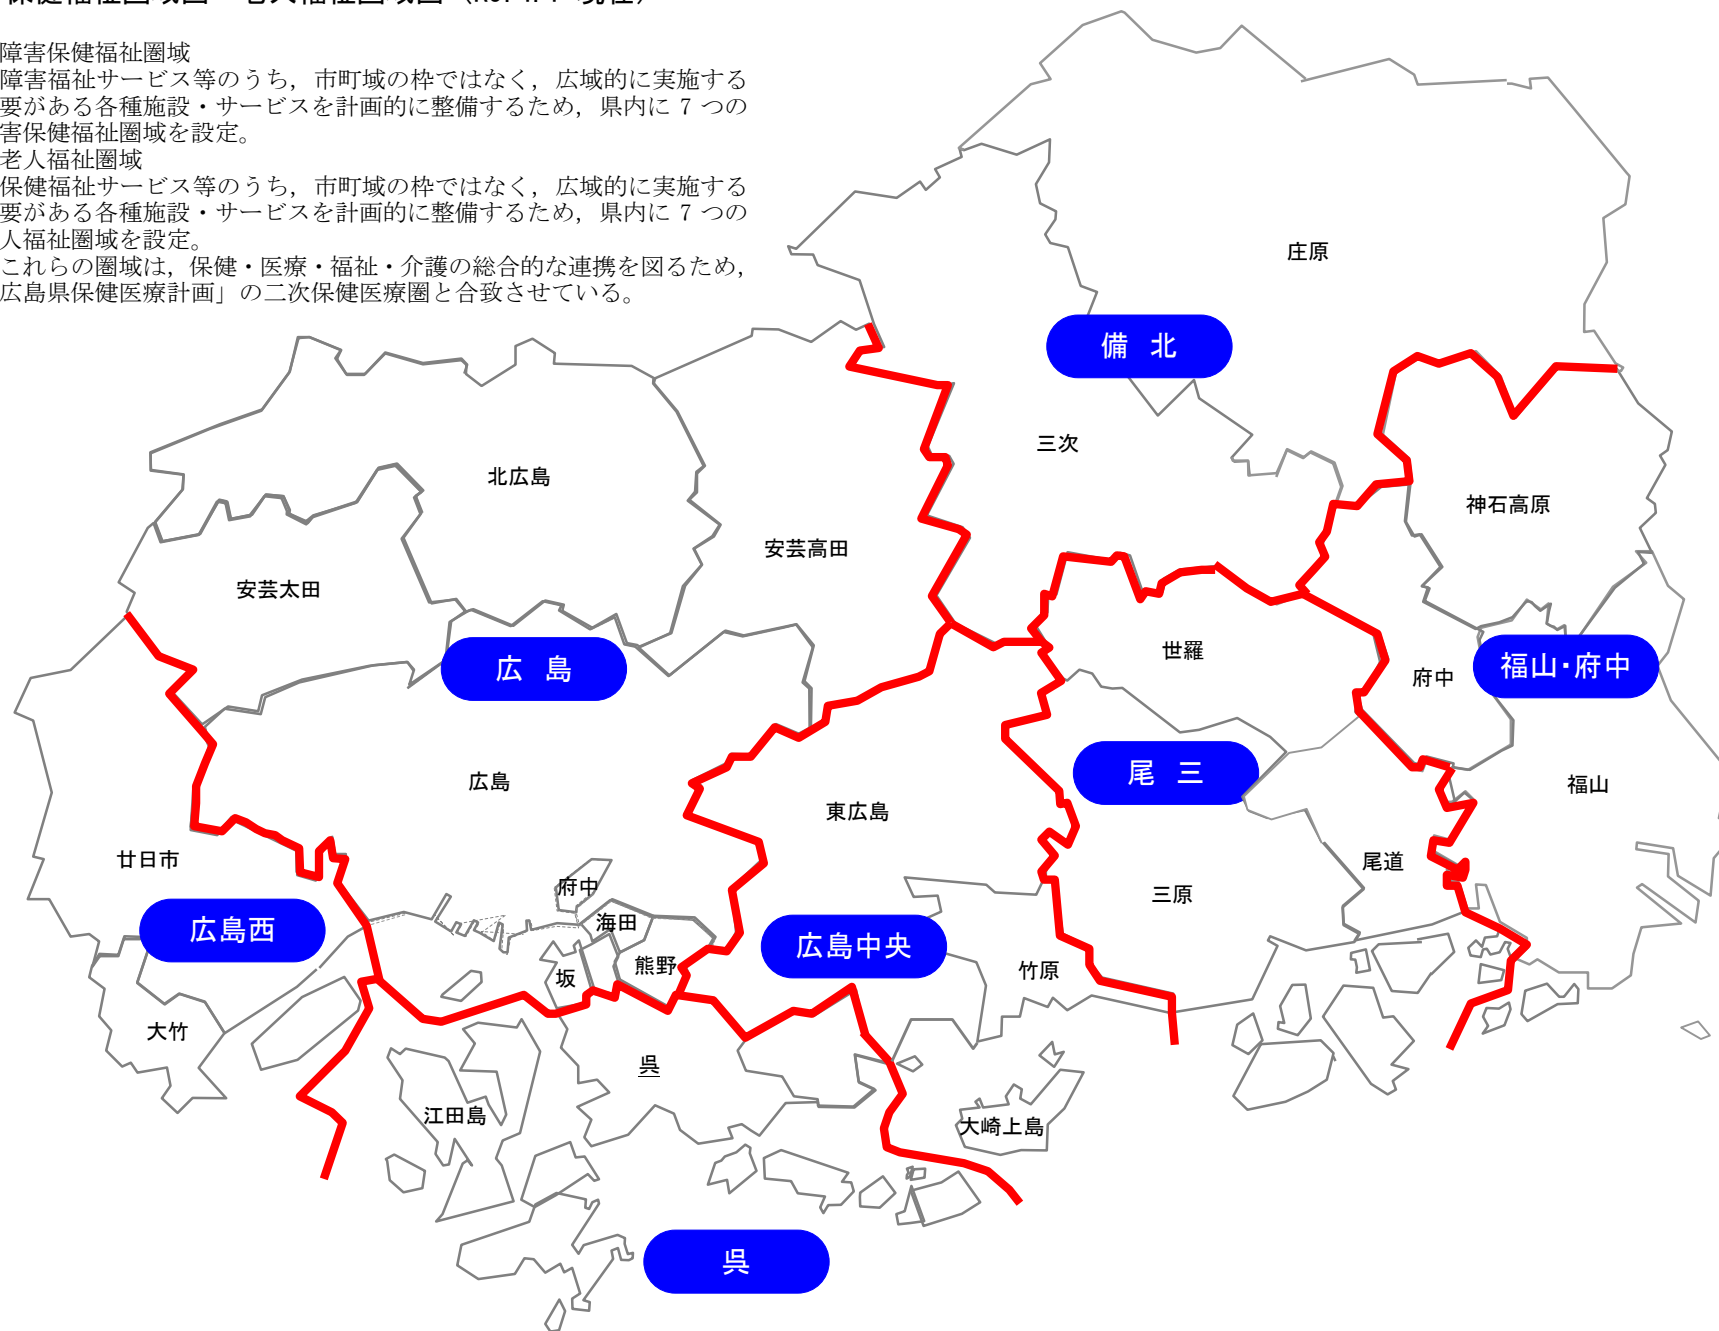 保健福祉圏域図・老人福祉圏域図
障害保健福祉圏域
障害福祉サービス等のうち，市町域の枠ではなく，広域的に実施する
要がある各種施設・サービスを計画的に整備するため，県内に 7 つの
害保健福祉圏域を設定。
老人福祉圏域
保健福祉サービス等のうち，市町域の枠ではなく，広域的に実施する
要がある各種施設・サービスを計画的に整備するため，県内に 7 つの
人福祉圏域を設定。
これらの圏域は，保健・医療・福祉・介護の総合的な連携を図るため，
広島県保健医療計画」の二次保健医療圏と合致させている。
庄原
備 北
三次
北広島
神石高原
安芸高田
安芸太田
世羅
広 島
福山・府中
府中
尾 三
広島
福山
東広島
廿日市
尾道
府中
三原
海田
広島西
広島中央
熊野
坂
竹原
大竹
呉
江田島
大崎上島
呉